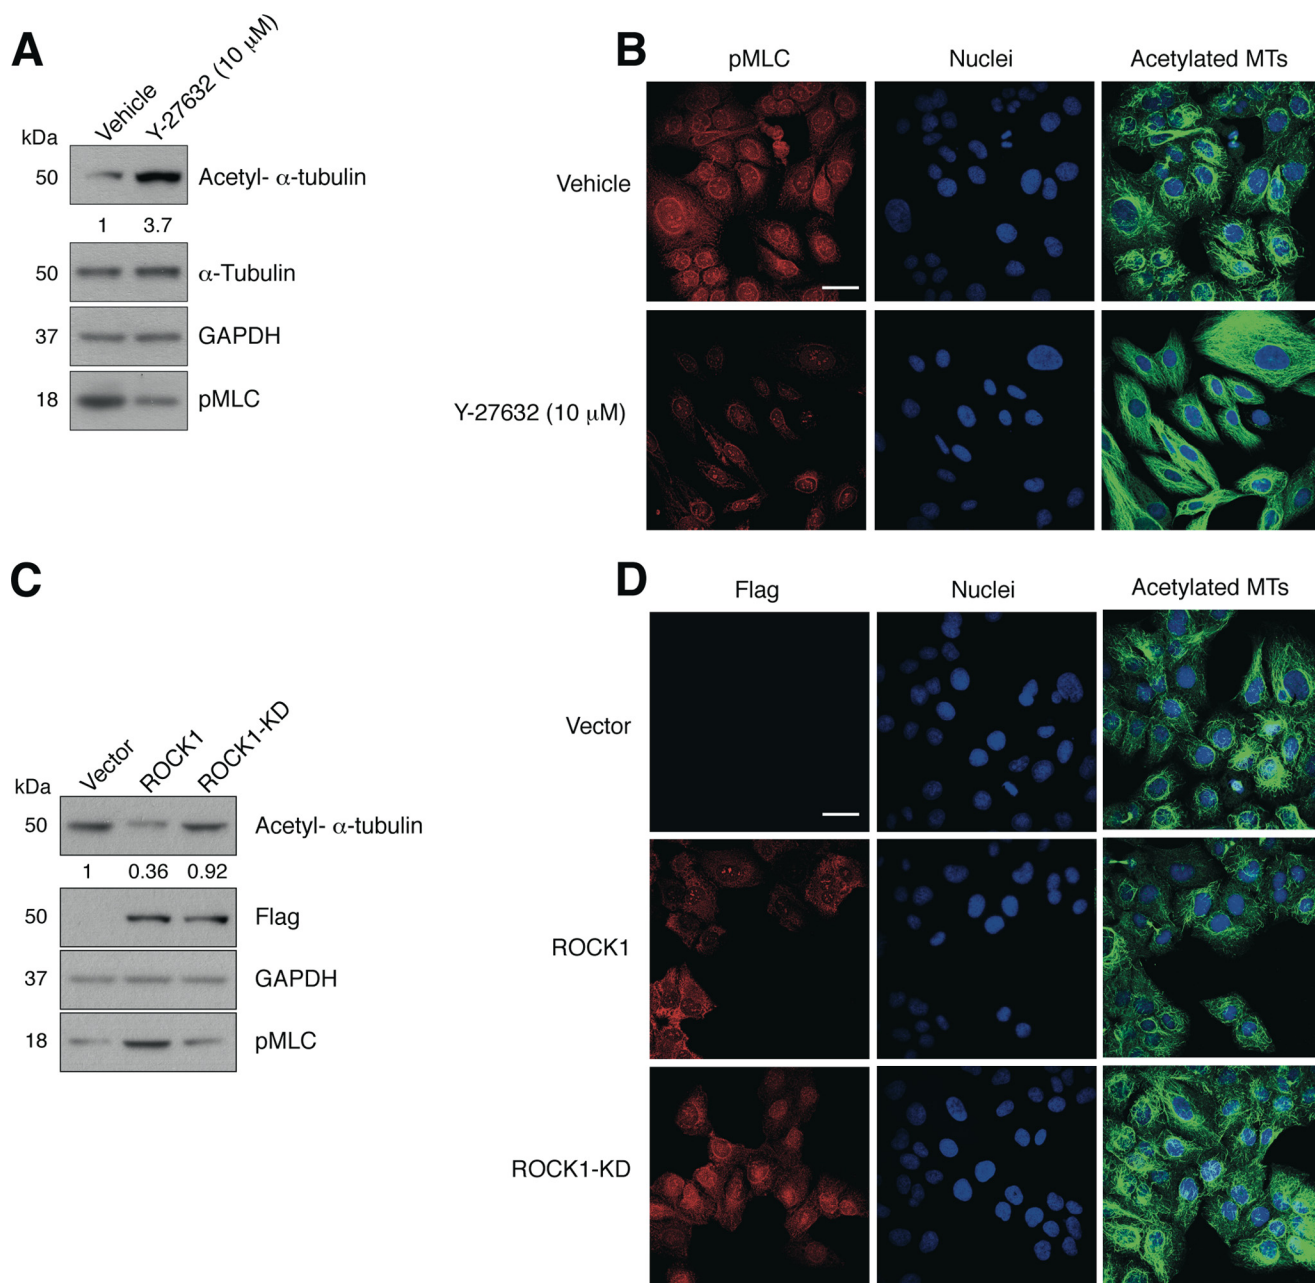 A
Vehicle
Y-27632 (10 μM)
kDa
50
Acetyl- α-tubulin
1 3.7
50
α-Tubulin
37
GAPDH
18
pMLC
B
pMLC Nuclei Acetylated MTs
Vehicle
Y-27632 (10 μM)
C
Vector
ROCK1
ROCK1-KD
kDa
50
Acetyl- α-tubulin
1 0.36 0.92
50
Flag
37
GAPDH
18
pMLC
D
Flag Nuclei Acetylated MTs
Vector
ROCK1
ROCK1-KD